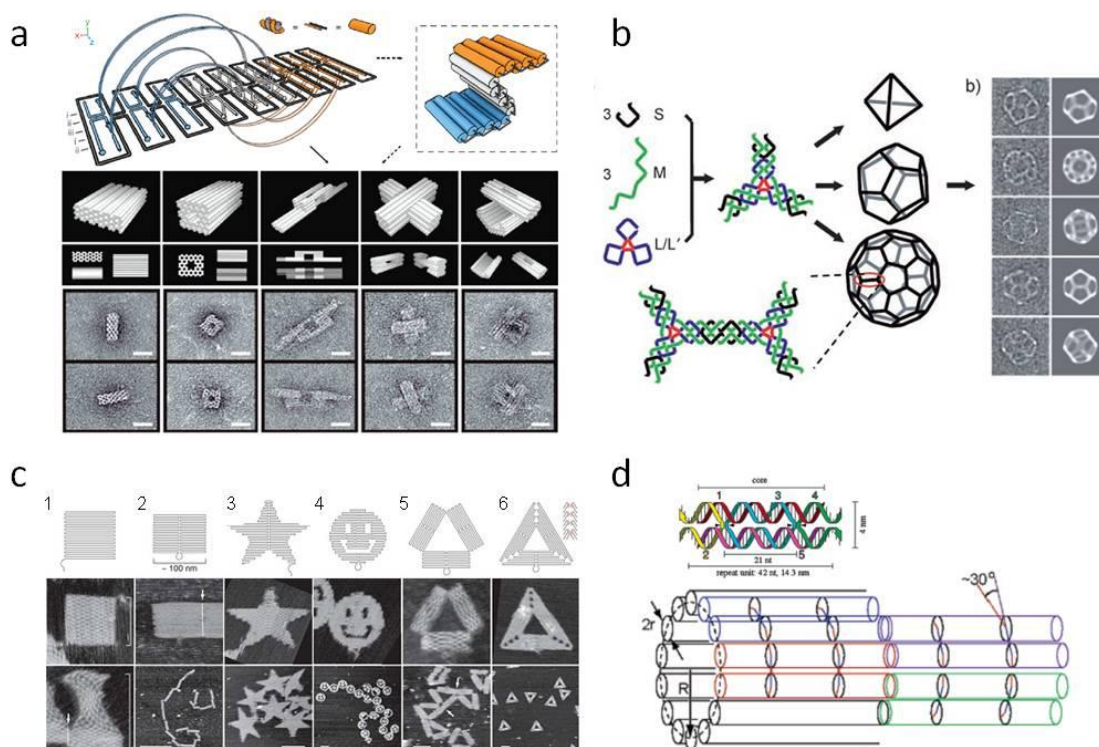 a
y
x
z
=
=
b
3
S
3
M
L/L′
b)
c
1
2
3
4
5
6
~ 100 nm
d
core
1
3
4
2
5
4 nm
21 nt
repeat unit: 42 nt, 14.3 nm
2r
R
~30°